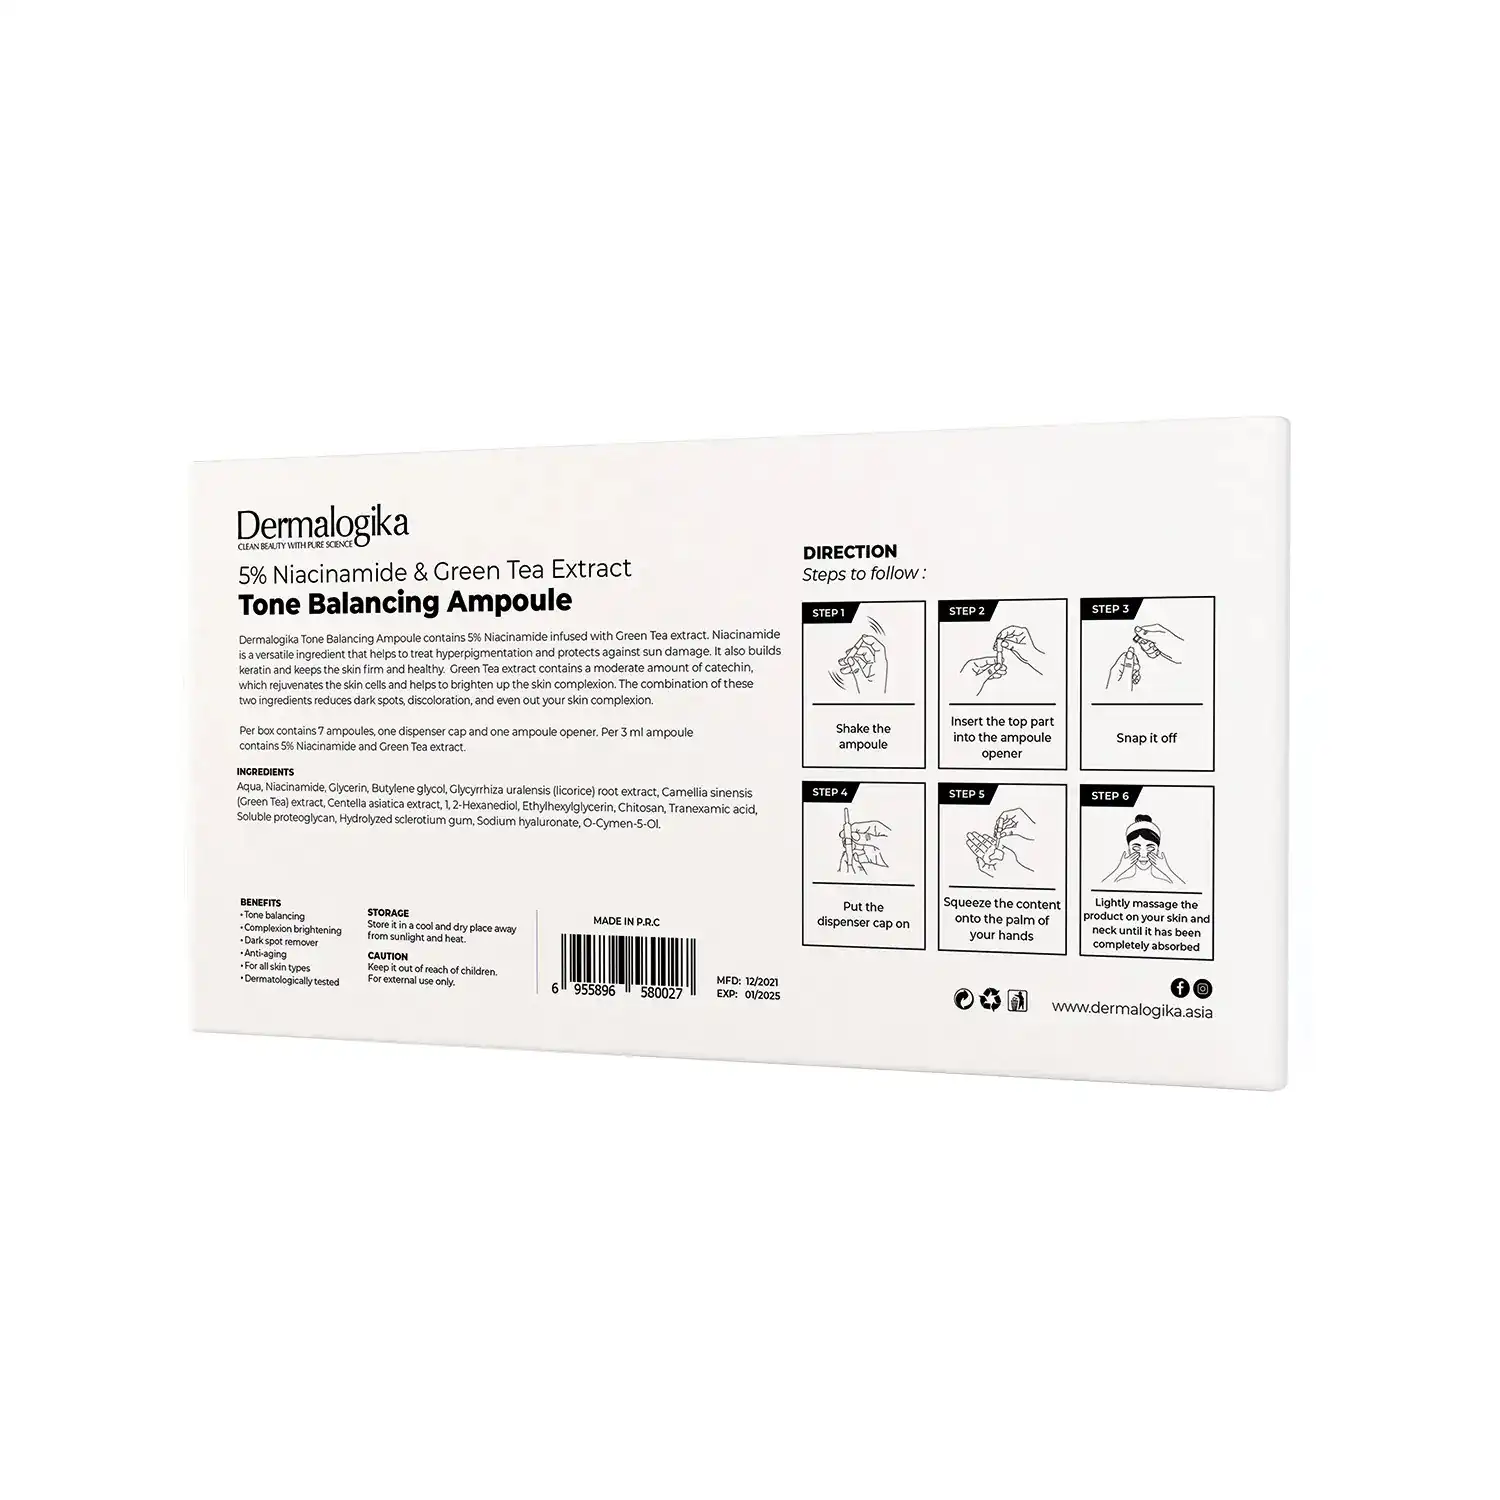 Dermalogika
CLEAN BEAUTY WITH PURE SCIENCE
5% Niacinamide & Green Tea Extract
Tone Balancing Ampoule
Dermalogika Tone Balancing Ampoule contains 5% Niacinamide infused with Green Tea extract. Niacinamide
is a versatile ingredient that helps to treat hyperpigmentation and protects against sun damage. It also builds
keratin and keeps the skin firm and healthy. Green Tea extract contains a moderate amount of catechin,
which rejuvenates the skin cells and helps to brighten up the skin complexion. The combination of these
two ingredients reduces dark spots, discoloration, and even out your skin complexion.
Per box contains 7 ampoules, one dispenser cap and one ampoule opener. Per 3 ml ampoule
contains 5% Niacinamide and Green Tea extract.
INGREDIENTS
Aqua, Niacinamide, Glycerin, Butylene glycol, Glycyrrhiza uralensis (licorice) root extract, Camellia sinensis
(Green Tea) extract, Centella asiatica extract, 1, 2-Hexanediol, Ethylhexylglycerin, Chitosan, Tranexamic acid,
Soluble proteoglycan, Hydrolyzed sclerotium gum, Sodium hyaluronate, O-Cymen-5-Ol.
BENEFITS
• Tone balancing
• Complexion brightening
• Dark spot remover
• Anti-aging
• For all skin types
• Dermatologically tested
STORAGE
Store it in a cool and dry place away
from sunlight and heat.
CAUTION
Keep it out of reach of children.
For external use only.
MADE IN P.R.C
6 955896 580027
MFD: 12/2021
EXP: 01/2025
DIRECTION
Steps to follow :
STEP 1
Shake the
ampoule
STEP 2
Insert the top part
into the ampoule
opener
STEP 3
Snap it off
STEP 4
Put the
dispenser cap on
STEP 5
Squeeze the content
onto the palm of
your hands
STEP 6
Lightly massage the
product on your skin and
neck until it has been
completely absorbed
www.dermalogika.asia